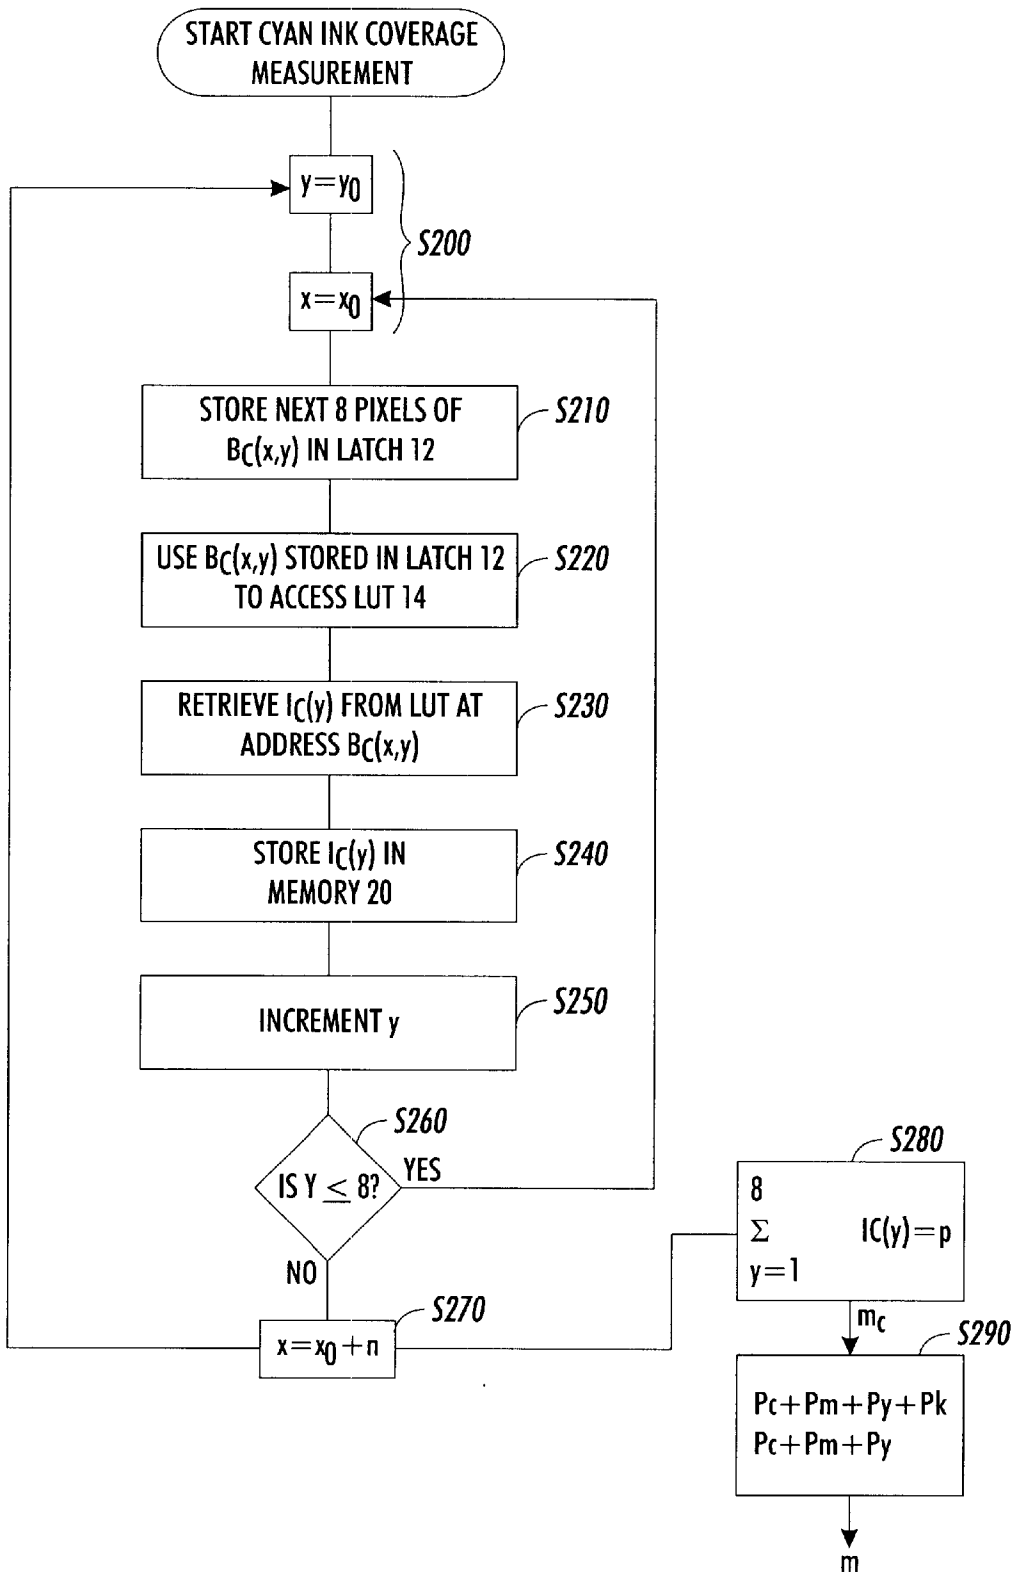 START CYAN INK COVERAGE
MEASUREMENT
y=y0
S200
x=x0
STORE NEXT 8 PIXELS OF
BC(x,y) IN LATCH 12
S210
USE BC(x,y) STORED IN LATCH 12
TO ACCESS LUT 14
S220
RETRIEVE IC(y) FROM LUT AT
ADDRESS BC(x,y)
S230
STORE IC(y) IN
MEMORY 20
S240
INCREMENT y
S250
S260
IS Y ≤ 8?
YES
NO
S270
x=x0+n
S280
8
Σ IC(y)=p
y=1
mc
S290
Pc+Pm+Py+Pk
Pc+Pm+Py
m